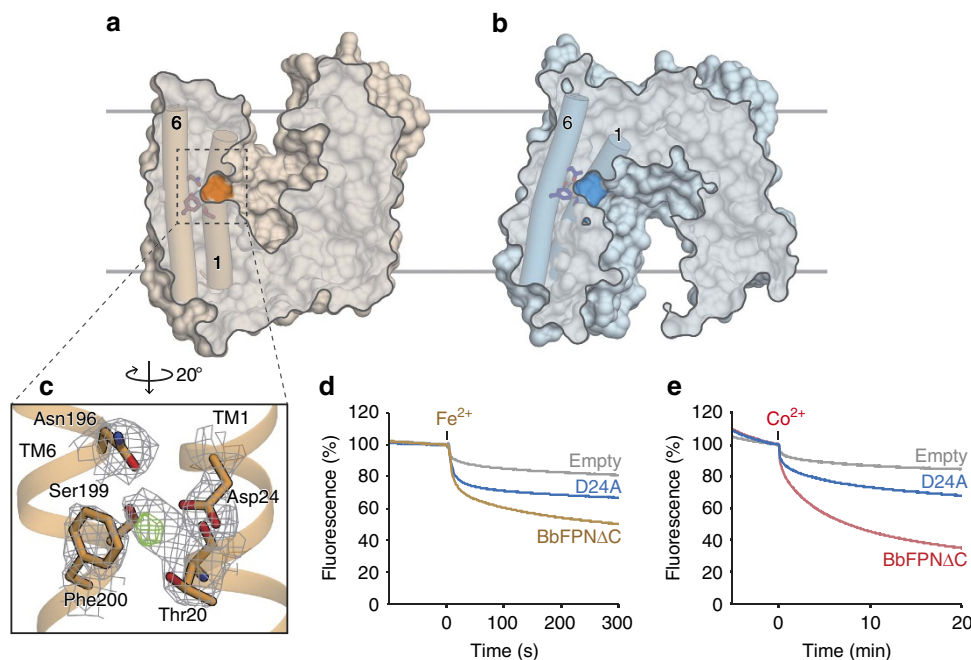 a
b
6
1
1
6
1
20°
c
Asn196
TM1
TM6
Ser199
Asp24
Phe200
Thr20
d
Fe²⁺
120
100
80
60
40
20
0
Fluorescence (%)
Empty
D24A
BbFPNΔC
0 100 200 300
Time (s)
e
Co²⁺
120
100
80
60
40
20
0
Fluorescence (%)
Empty
D24A
BbFPNΔC
0 10 20
Time (min)